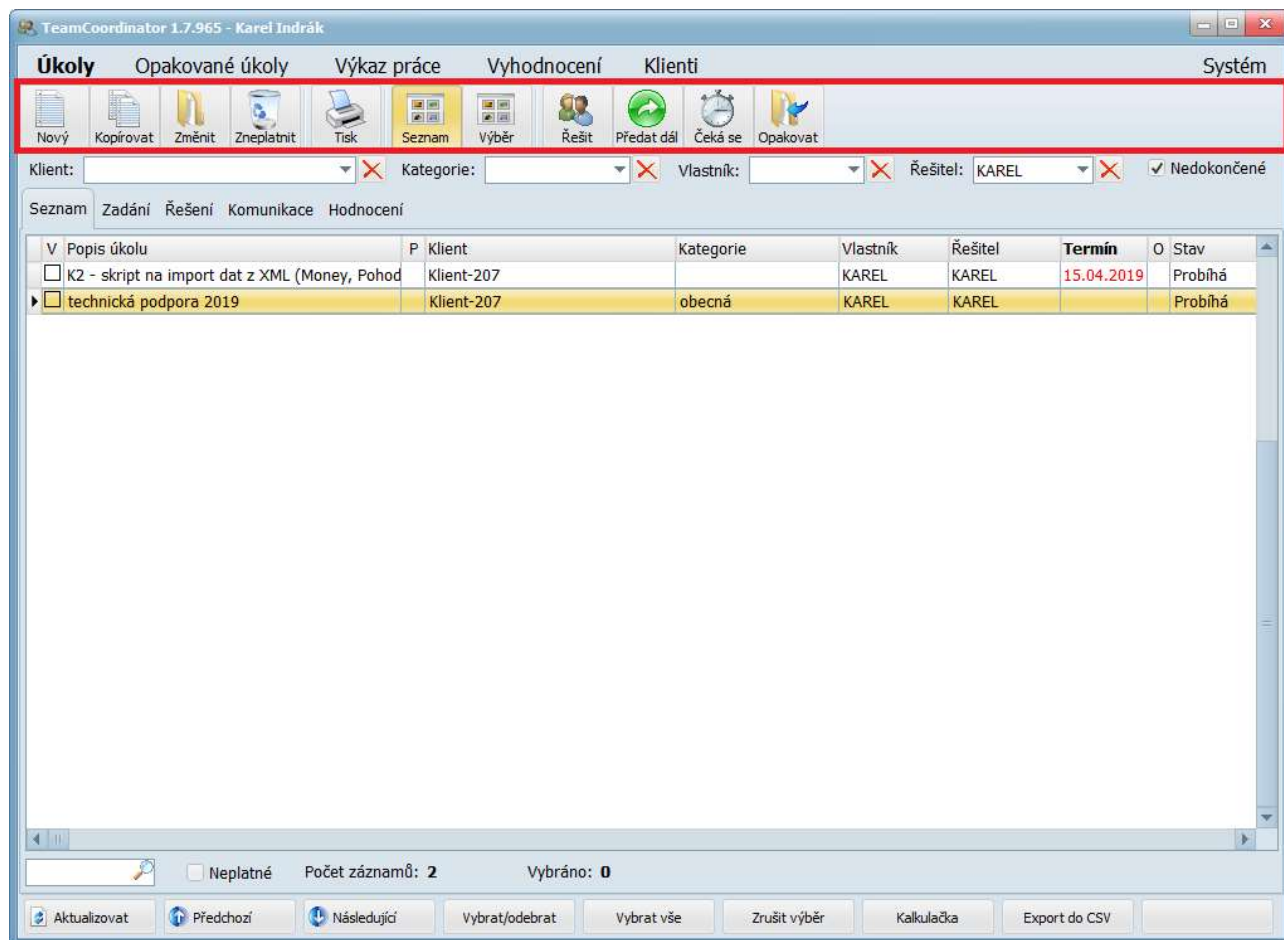 TeamCoordinator 1.7.965 - Karel Indrák
Úkoly Opakované úkoly Výkaz práce Vyhodnocení Klienti Systém
Nový Kopírovat Změnit Zneplatnit Tisk Seznam Výběr Řešit Předat dál Čeká se Opakovat
Klient: Kategorie: Vlastník: Řešitel: KAREL Nedokončené
Seznam Zadání Řešení Komunikace Hodnocení
V Popis úkolu P Klient Kategorie Vlastník Řešitel Termín O Stav
K2 - skript na import dat z XML (Money, Pohod Klient-207 KAREL KAREL 15.04.2019 Probíhá
technická podpora 2019 Klient-207 obecná KAREL KAREL Probíhá
Neplatné Počet záznamů: 2 Vybráno: 0
Aktualizovat Předchozí Následující Vybrat/odebrat Vybrat vše Zrušit výběr Kalkulačka Export do CSV